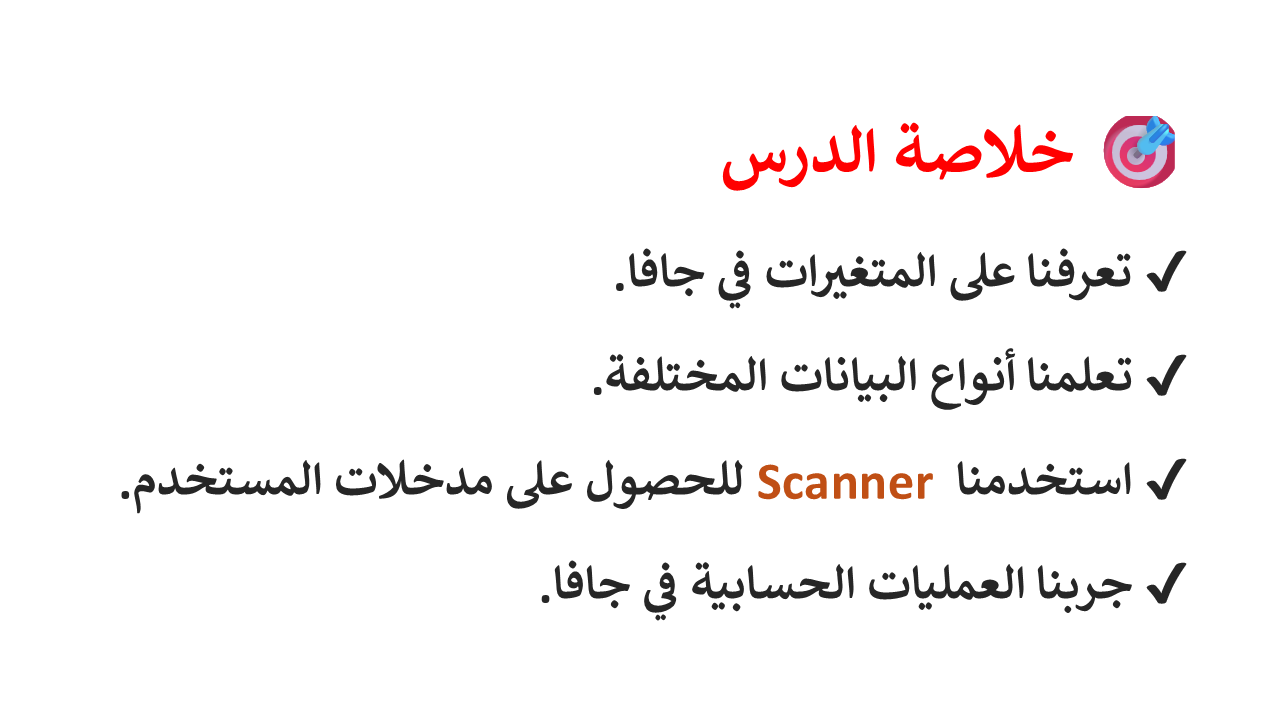 🎯 خلاصة الدرس
✔ تعرفنا على المتغيرات في جافا.
✔ تعلمنا أنواع البيانات المختلفة.
✔ استخدمنا Scanner للحصول على مدخلات المستخدم.
✔ جربنا العمليات الحسابية في جافا.